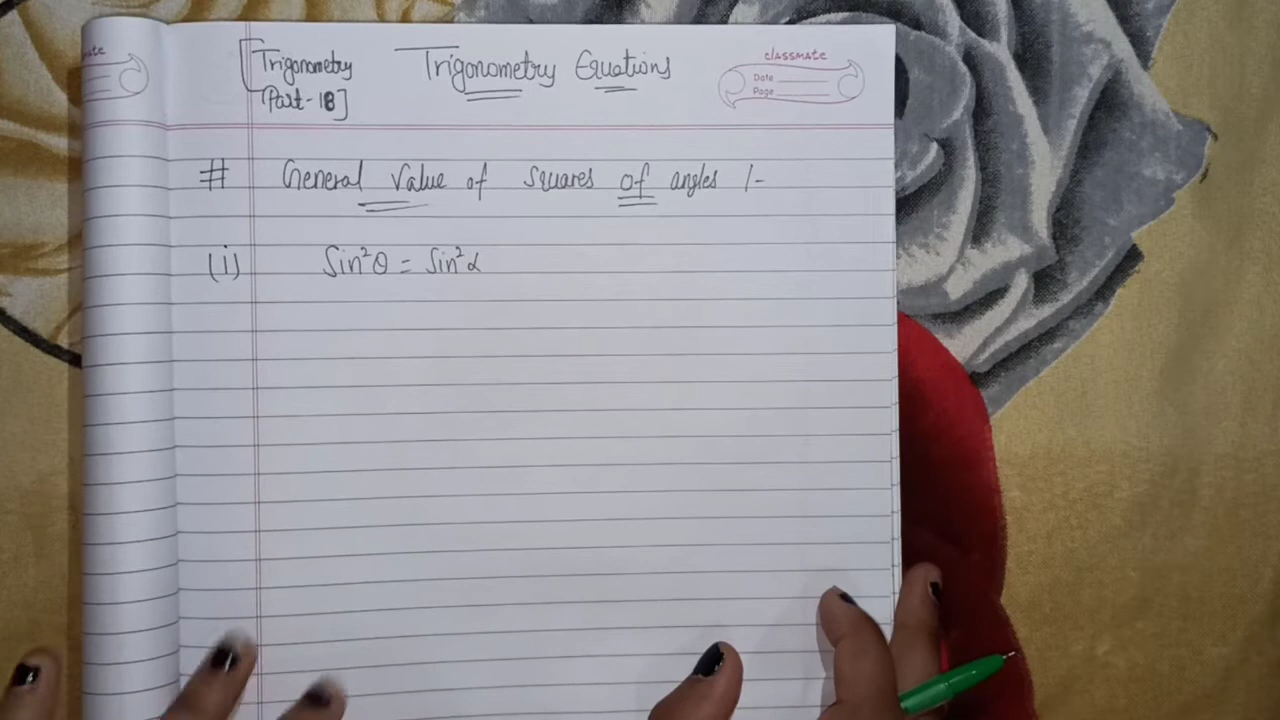 [Trigonometry
Part-18]
Trigonometry Equations
classmate
Date
Page
# General Value of Squares of angles :-
(i) Sin²θ = Sin²α